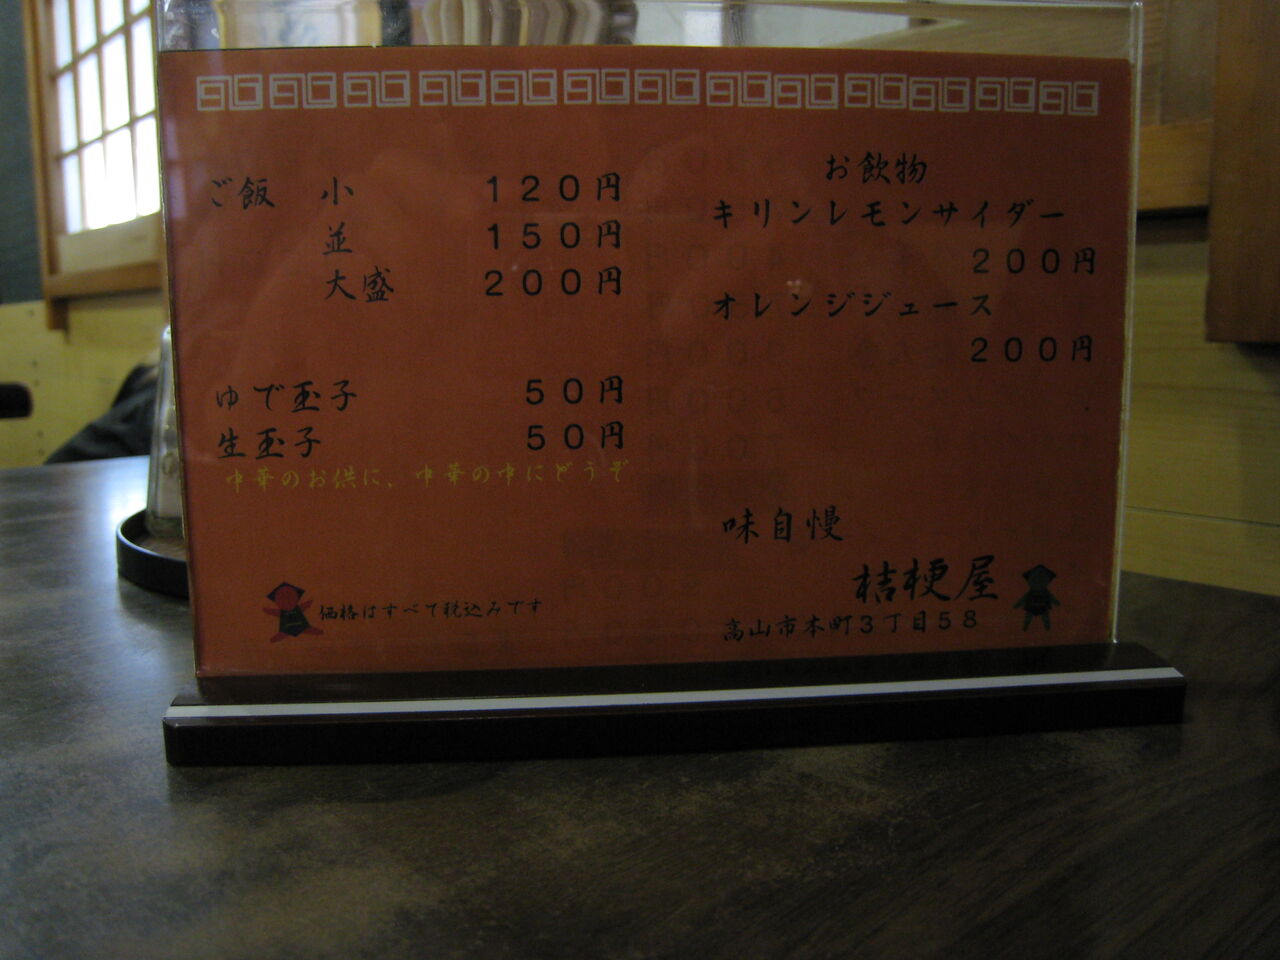 ご飯 小 120円
並 150円
大盛 200円
ゆで玉子 50円
生玉子 50円
中華のお供に、中華の中にどうぞ
価格はすべて税込みです
お飲物
キリンレモンサイダー
200円
オレンジジュース
200円
味自慢
桔梗屋
高山市本町3丁目58